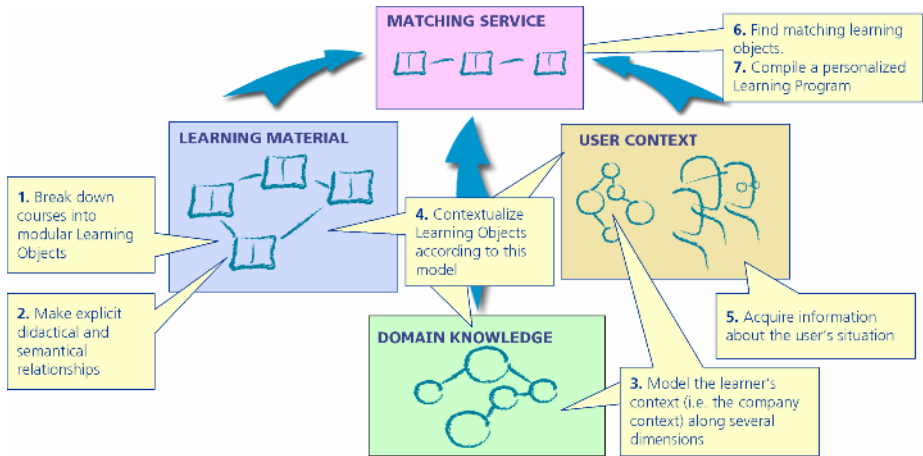 MATCHING SERVICE
6. Find matching learning
objects.
7. Compile a personalized
Learning Program
LEARNING MATERIAL
USER CONTEXT
1. Break down
courses into
modular Learning
Objects
4. Contextualize
Learning Objects
according to this
model
2. Make explicit
didactical and
semantical
relationships
5. Acquire information
about the user's situation
DOMAIN KNOWLEDGE
3. Model the learner's
context (i.e. the company
context) along several
dimensions